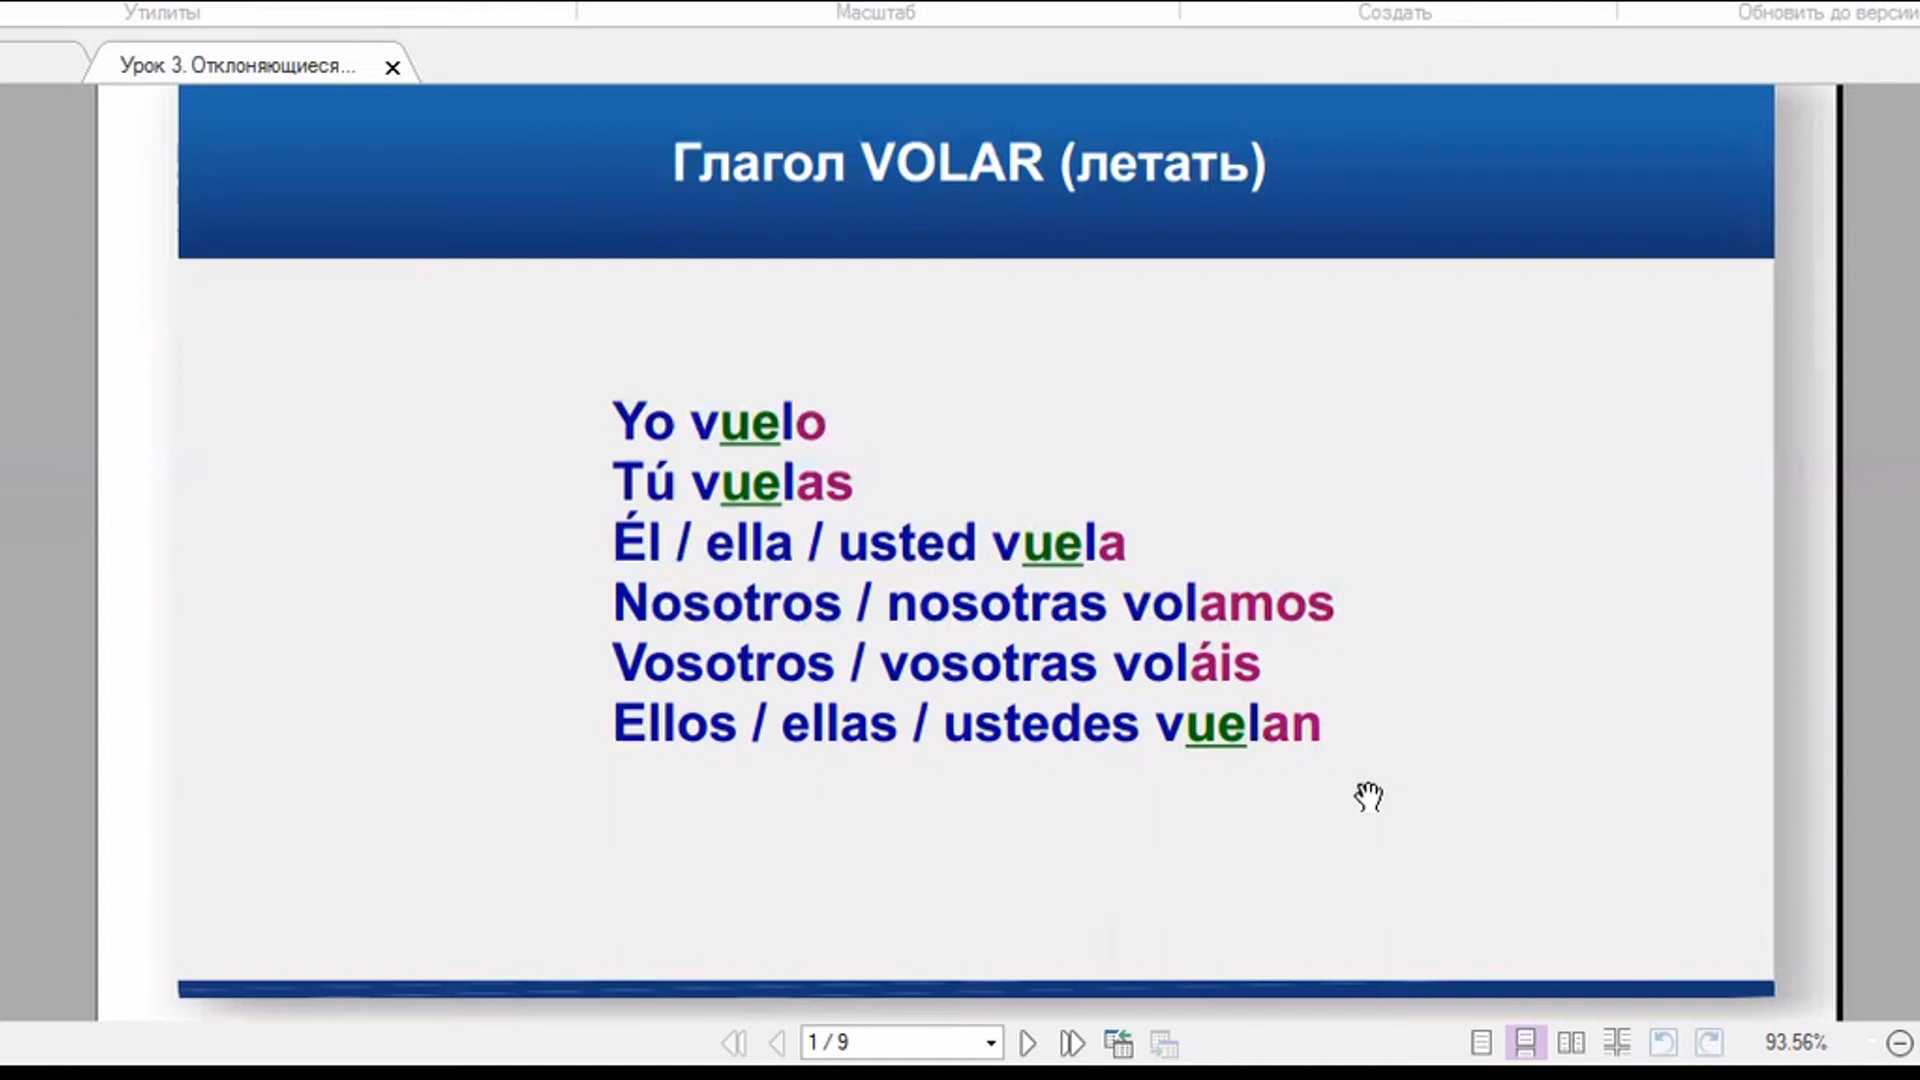 Утилиты Масштаб Создать Обновить до версии
Урок 3. Отклоняющиеся...
Глагол VOLAR (летать)
Yo vuelo
Tú vuelas
Él / ella / usted vuela
Nosotros / nosotras volamos
Vosotros / vosotras voláis
Ellos / ellas / ustedes vuelan
1 / 9 93.56%